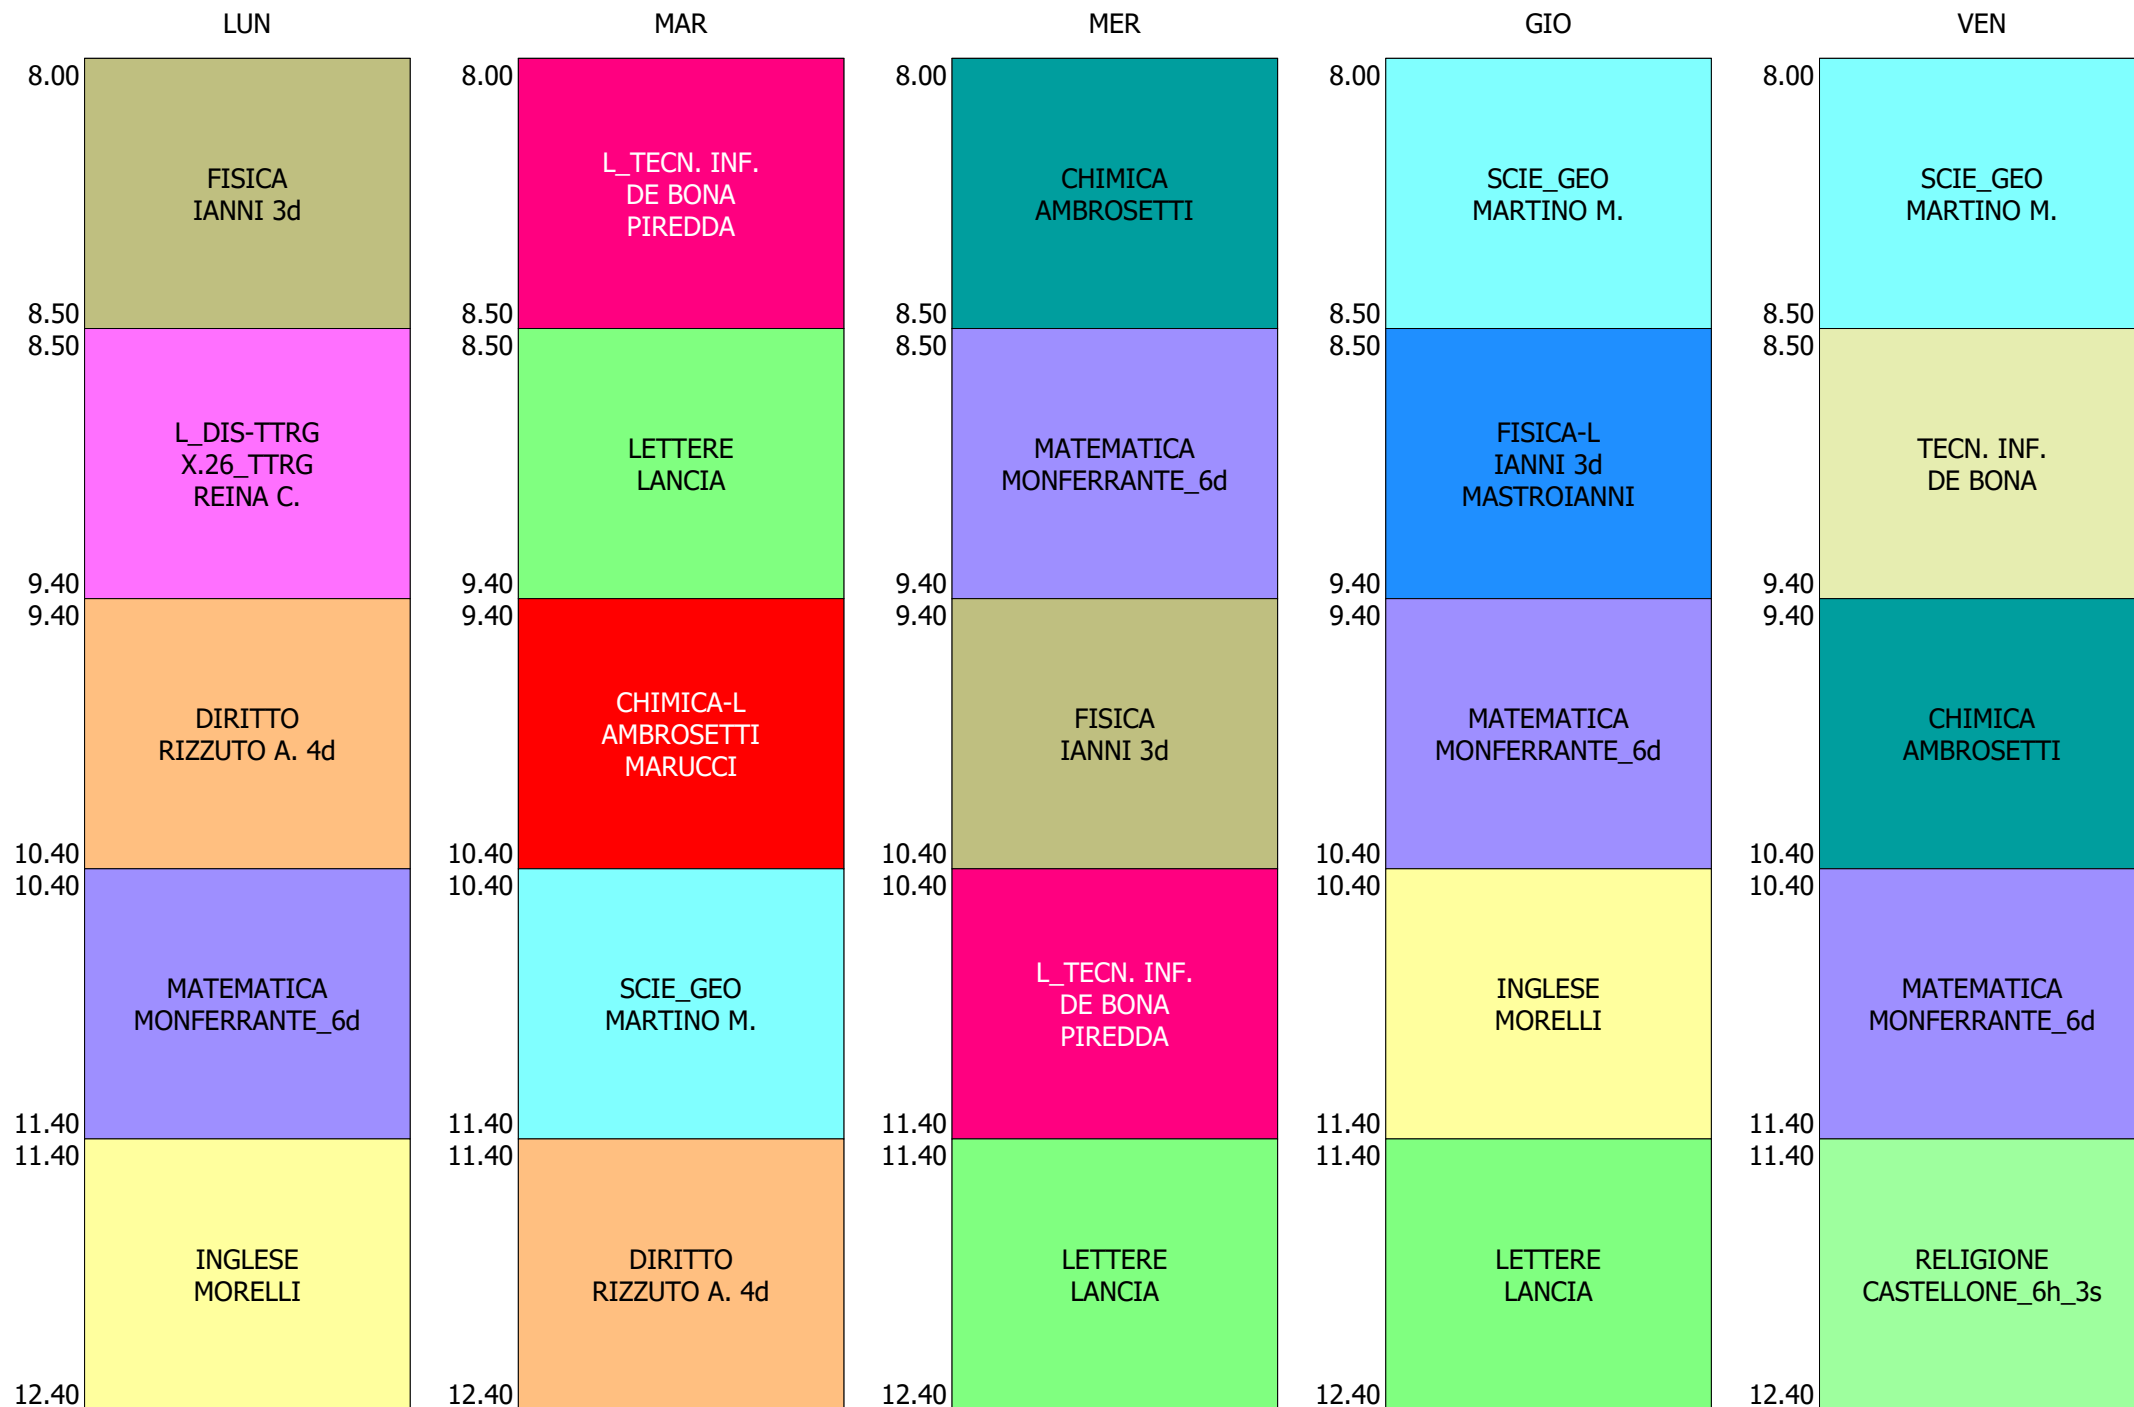 LUN
MAR
MER
GIO
VEN
8.00
FISICA
IANNI 3d
8.50
8.00
L_TECN. INF.
DE BONA
PIREDDA
8.50
8.00
CHIMICA
AMBROSETTI
8.50
8.00
SCIE_GEO
MARTINO M.
8.50
8.00
SCIE_GEO
MARTINO M.
8.50
8.50
L_DIS-TTRG
X.26_TTRG
REINA C.
9.40
8.50
LETTERE
LANCIA
9.40
8.50
MATEMATICA
MONFERRANTE_6d
9.40
8.50
FISICA-L
IANNI 3d
MASTROIANNI
9.40
8.50
TECN. INF.
DE BONA
9.40
9.40
DIRITTO
RIZZUTO A. 4d
10.40
9.40
CHIMICA-L
AMBROSETTI
MARUCCI
10.40
9.40
FISICA
IANNI 3d
10.40
9.40
MATEMATICA
MONFERRANTE_6d
10.40
9.40
CHIMICA
AMBROSETTI
10.40
10.40
MATEMATICA
MONFERRANTE_6d
11.40
10.40
SCIE_GEO
MARTINO M.
11.40
10.40
L_TECN. INF.
DE BONA
PIREDDA
11.40
10.40
INGLESE
MORELLI
11.40
10.40
MATEMATICA
MONFERRANTE_6d
11.40
11.40
INGLESE
MORELLI
12.40
11.40
DIRITTO
RIZZUTO A. 4d
12.40
11.40
LETTERE
LANCIA
12.40
11.40
LETTERE
LANCIA
12.40
11.40
RELIGIONE
CASTELLONE_6h_3s
12.40